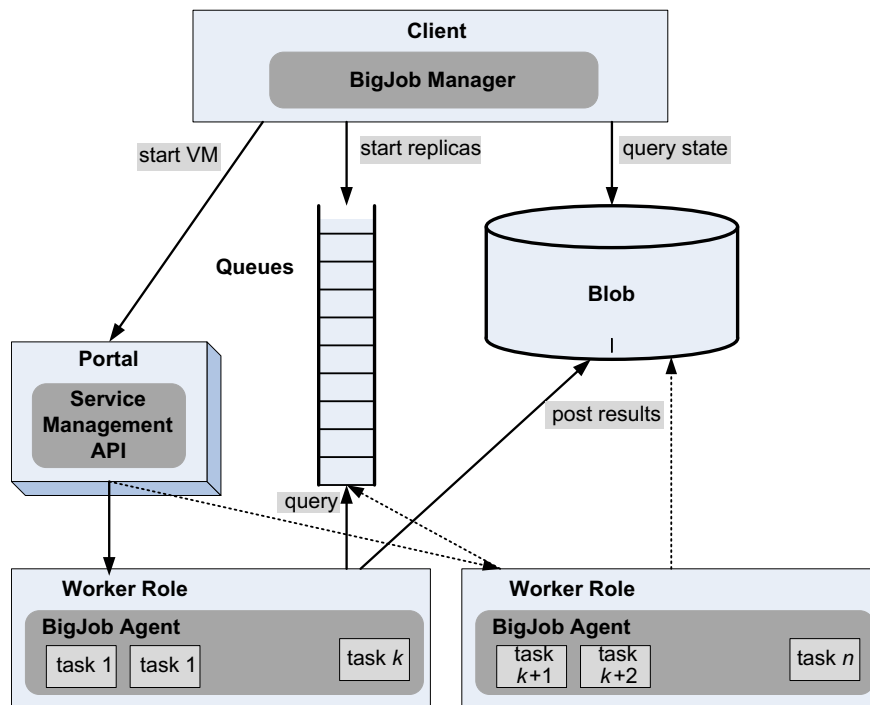 Client
BigJob Manager
start VM
start replicas
query state
Queues
Blob
Portal
Service
Management
API
post results
query
Worker Role
BigJob Agent
task 1
task 1
task k
Worker Role
BigJob Agent
task
k+1
task
k+2
task n